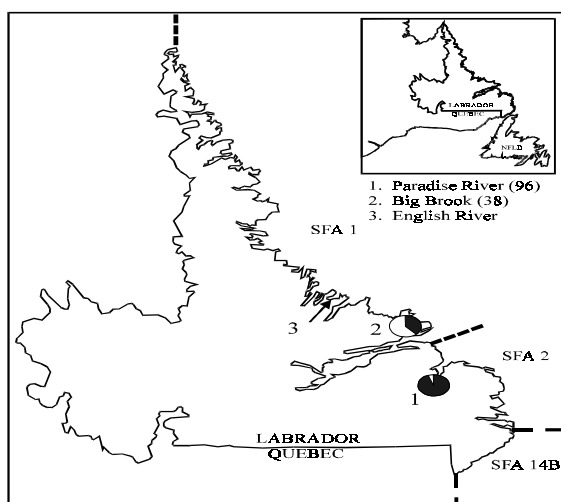 LABRADOR
QUEBEC
NFLD
1. Paradise River (96)
2. Big Brook (38)
3. English River
SFA 1
3
2
SFA 2
1
LABRADOR
QUEBEC
SFA 14B